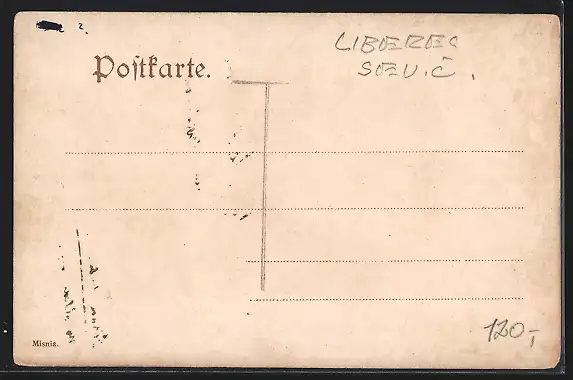 LIBEREC
SEV.Č.
Postkarte.
120,-
Misnia.